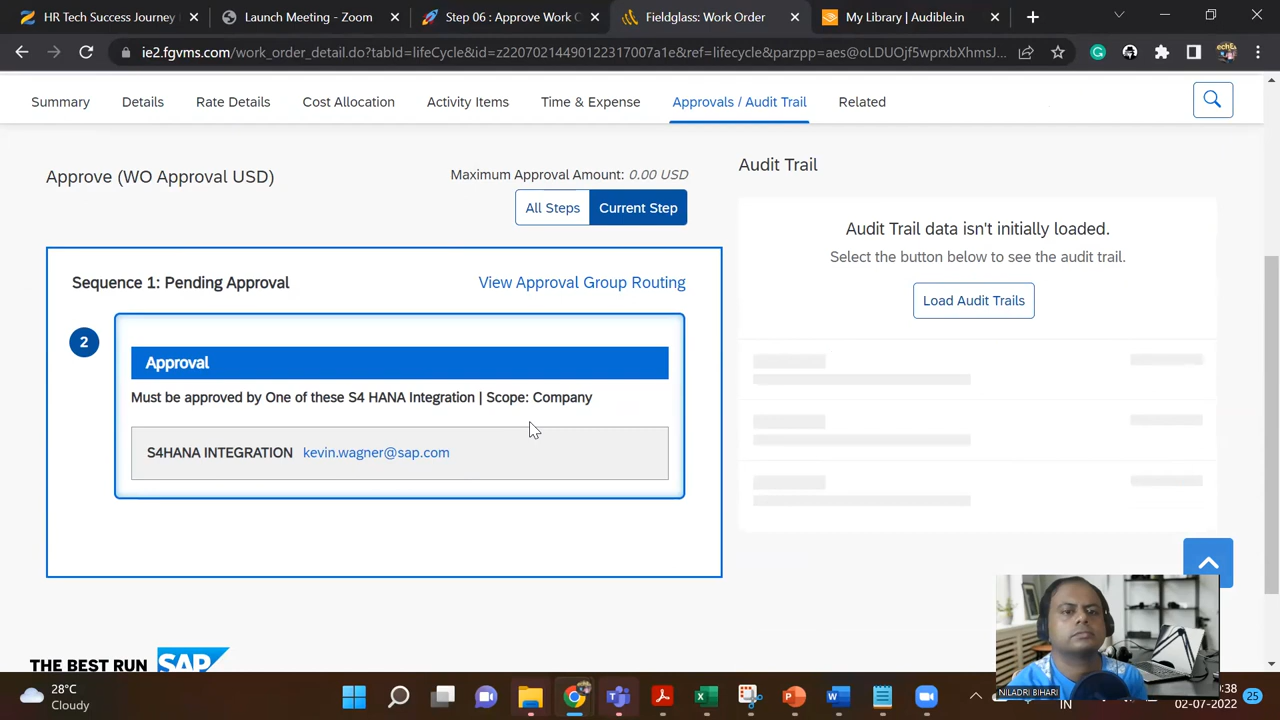 HR Tech SuccessJourney
Launch Meeting - Zoom
Step 06 : Approve Work O
Fieldglass: Work Order
My Library | Audible.in
ie2.fgvms.com/work_order_detail.do?tabId=lifeCycle&id=z22070214490122317007a1e&ref=lifecycle&parzpp=aes@oLDUOjf5wprxbXhmsJ...
Summary
Details
Rate Details
Cost Allocation
Activity Items
Time & Expense
Approvals / Audit Trail
Related
Approve (WO Approval USD)
Maximum Approval Amount: 0.00 USD
All Steps
Current Step
Sequence 1: Pending Approval
View Approval Group Routing
2
Approval
Must be approved by One of these S4 HANA Integration | Scope: Company
S4HANA INTEGRATION kevin.wagner@sap.com
Audit Trail
Audit Trail data isn't initially loaded.
Select the button below to see the audit trail.
Load Audit Trails
THE BEST RUN SAP
NILADRI BIHARI
28°C
Cloudy
IN
:38
02-07-2022
25